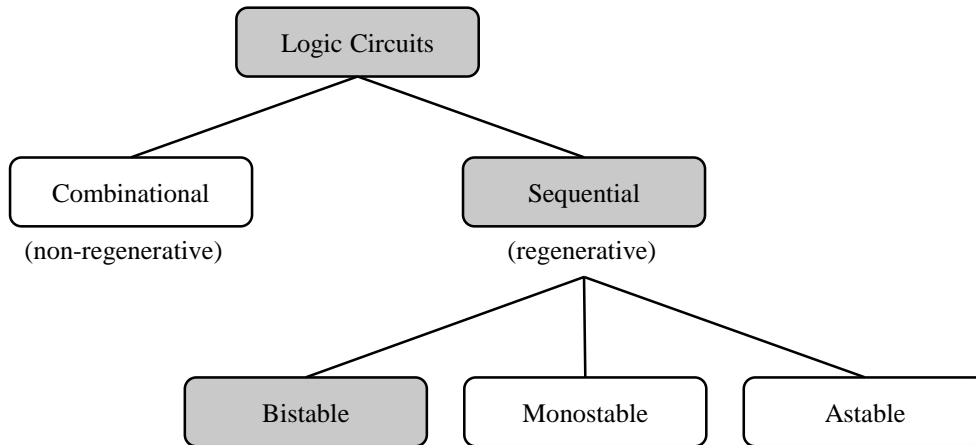 Logic Circuits
Combinational
Sequential
(non-regenerative)
(regenerative)
Bistable
Monostable
Astable